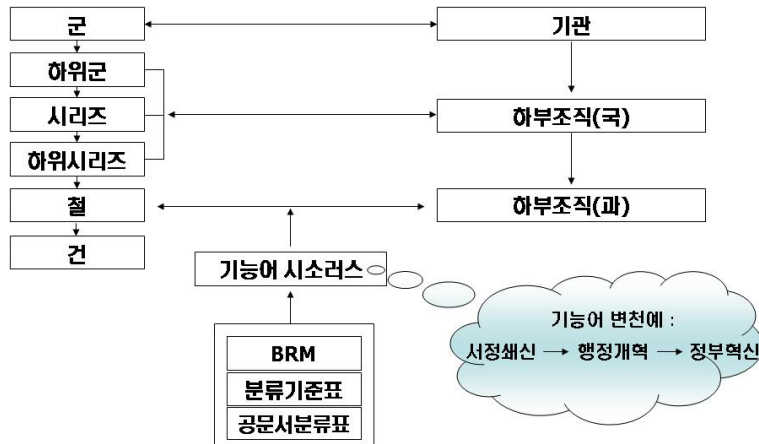 군
하위군
시리즈
하위시리즈
철
건
기관
하부조직(국)
하부조직(과)
기능어 시소러스
BRM
분류기준표
공문서분류표
기능어 변천예 :
서정쇄신 → 행정개혁 → 정부혁신